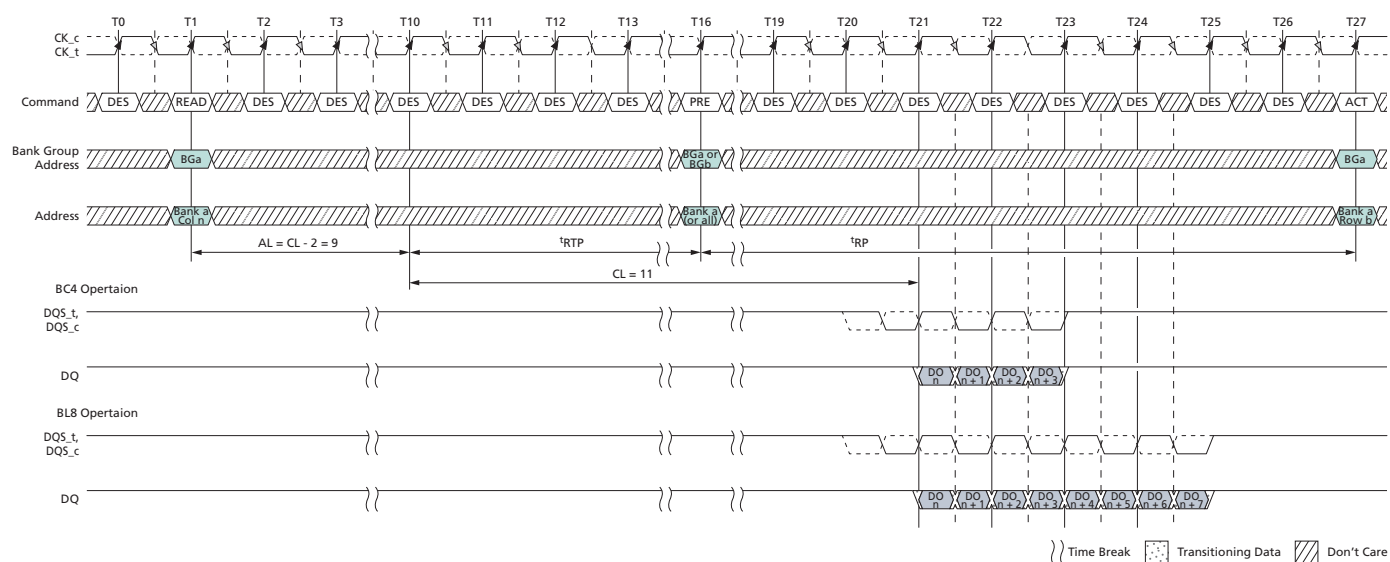 T0 T1 T2 T3 T10 T11 T12 T13 T16 T19 T20 T21 T22 T23 T24 T25 T26 T27
CK_c
CK_t
Command DES READ DES DES DES DES DES DES PRE DES DES DES DES DES DES DES DES ACT
Bank Group
Address
BGa
BGa or
BGb
BGa
Address
Bank a
Col n
Bank a
(or all)
Bank a
Row b
AL = CL - 2 = 9
tRTP
tRP
CL = 11
BC4 Opertaion
DQS_t,
DQS_c
DQ
DO
n
DO
n + 1
DO
n + 2
DO
n + 3
BL8 Opertaion
DQS_t,
DQS_c
DQ
DO
n
DO
n + 1
DO
n + 2
DO
n + 3
DO
n + 4
DO
n + 5
DO
n + 6
DO
n + 7
Time Break Transitioning Data Don't Care